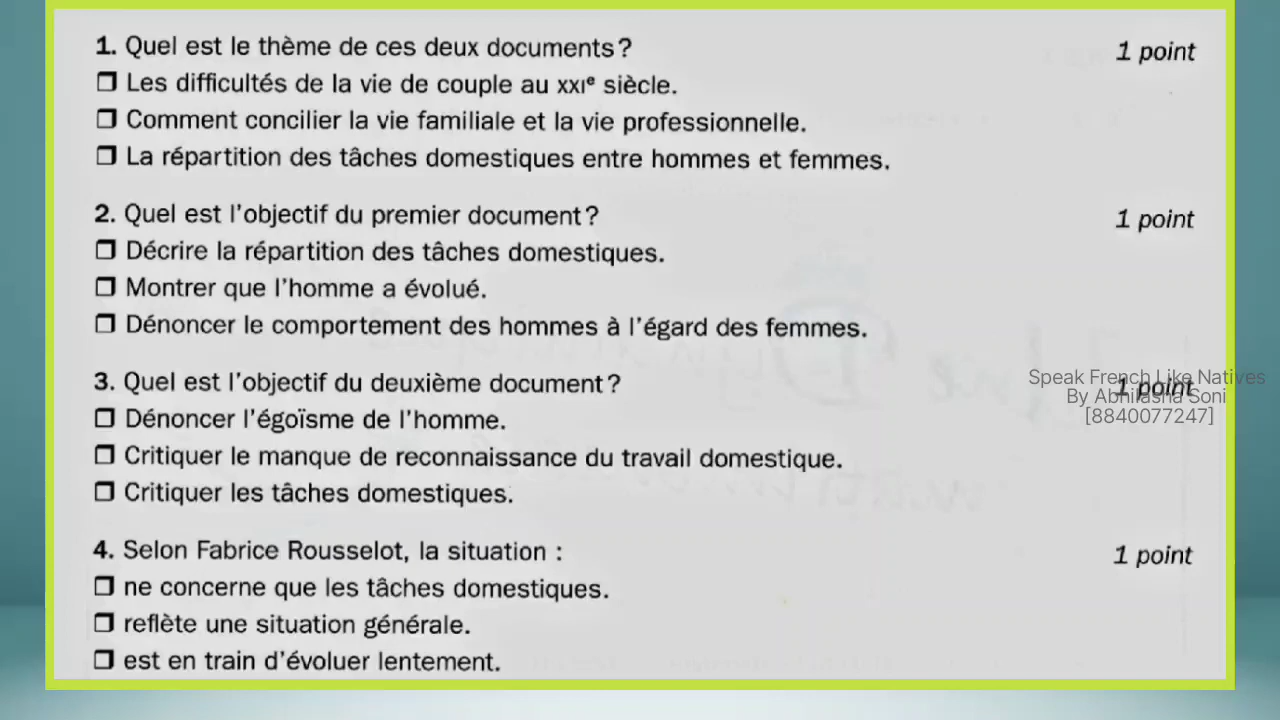 1. Quel est le thème de ces deux documents ? 1 point
❒ Les difficultés de la vie de couple au XXIe siècle.
❒ Comment concilier la vie familiale et la vie professionnelle.
❒ La répartition des tâches domestiques entre hommes et femmes.
2. Quel est l'objectif du premier document ? 1 point
❒ Décrire la répartition des tâches domestiques.
❒ Montrer que l'homme a évolué.
❒ Dénoncer le comportement des hommes à l'égard des femmes.
3. Quel est l'objectif du deuxième document ? 1 point
Speak French Like Natives
By Abhilasha Soni
[8840077247]
❒ Dénoncer l'égoïsme de l'homme.
❒ Critiquer le manque de reconnaissance du travail domestique.
❒ Critiquer les tâches domestiques.
4. Selon Fabrice Rousselot, la situation : 1 point
❒ ne concerne que les tâches domestiques.
❒ reflète une situation générale.
❒ est en train d'évoluer lentement.